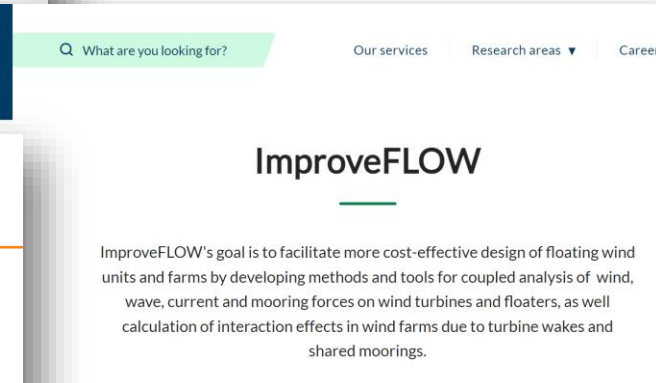 What are you looking for?
Our services
Research areas ▼
Career
ImproveFLOW
ImproveFLOW's goal is to facilitate more cost-effective design of floating wind
units and farms by developing methods and tools for coupled analysis of wind,
wave, current and mooring forces on wind turbines and floaters, as well
calculation of interaction effects in wind farms due to turbine wakes and
shared moorings.